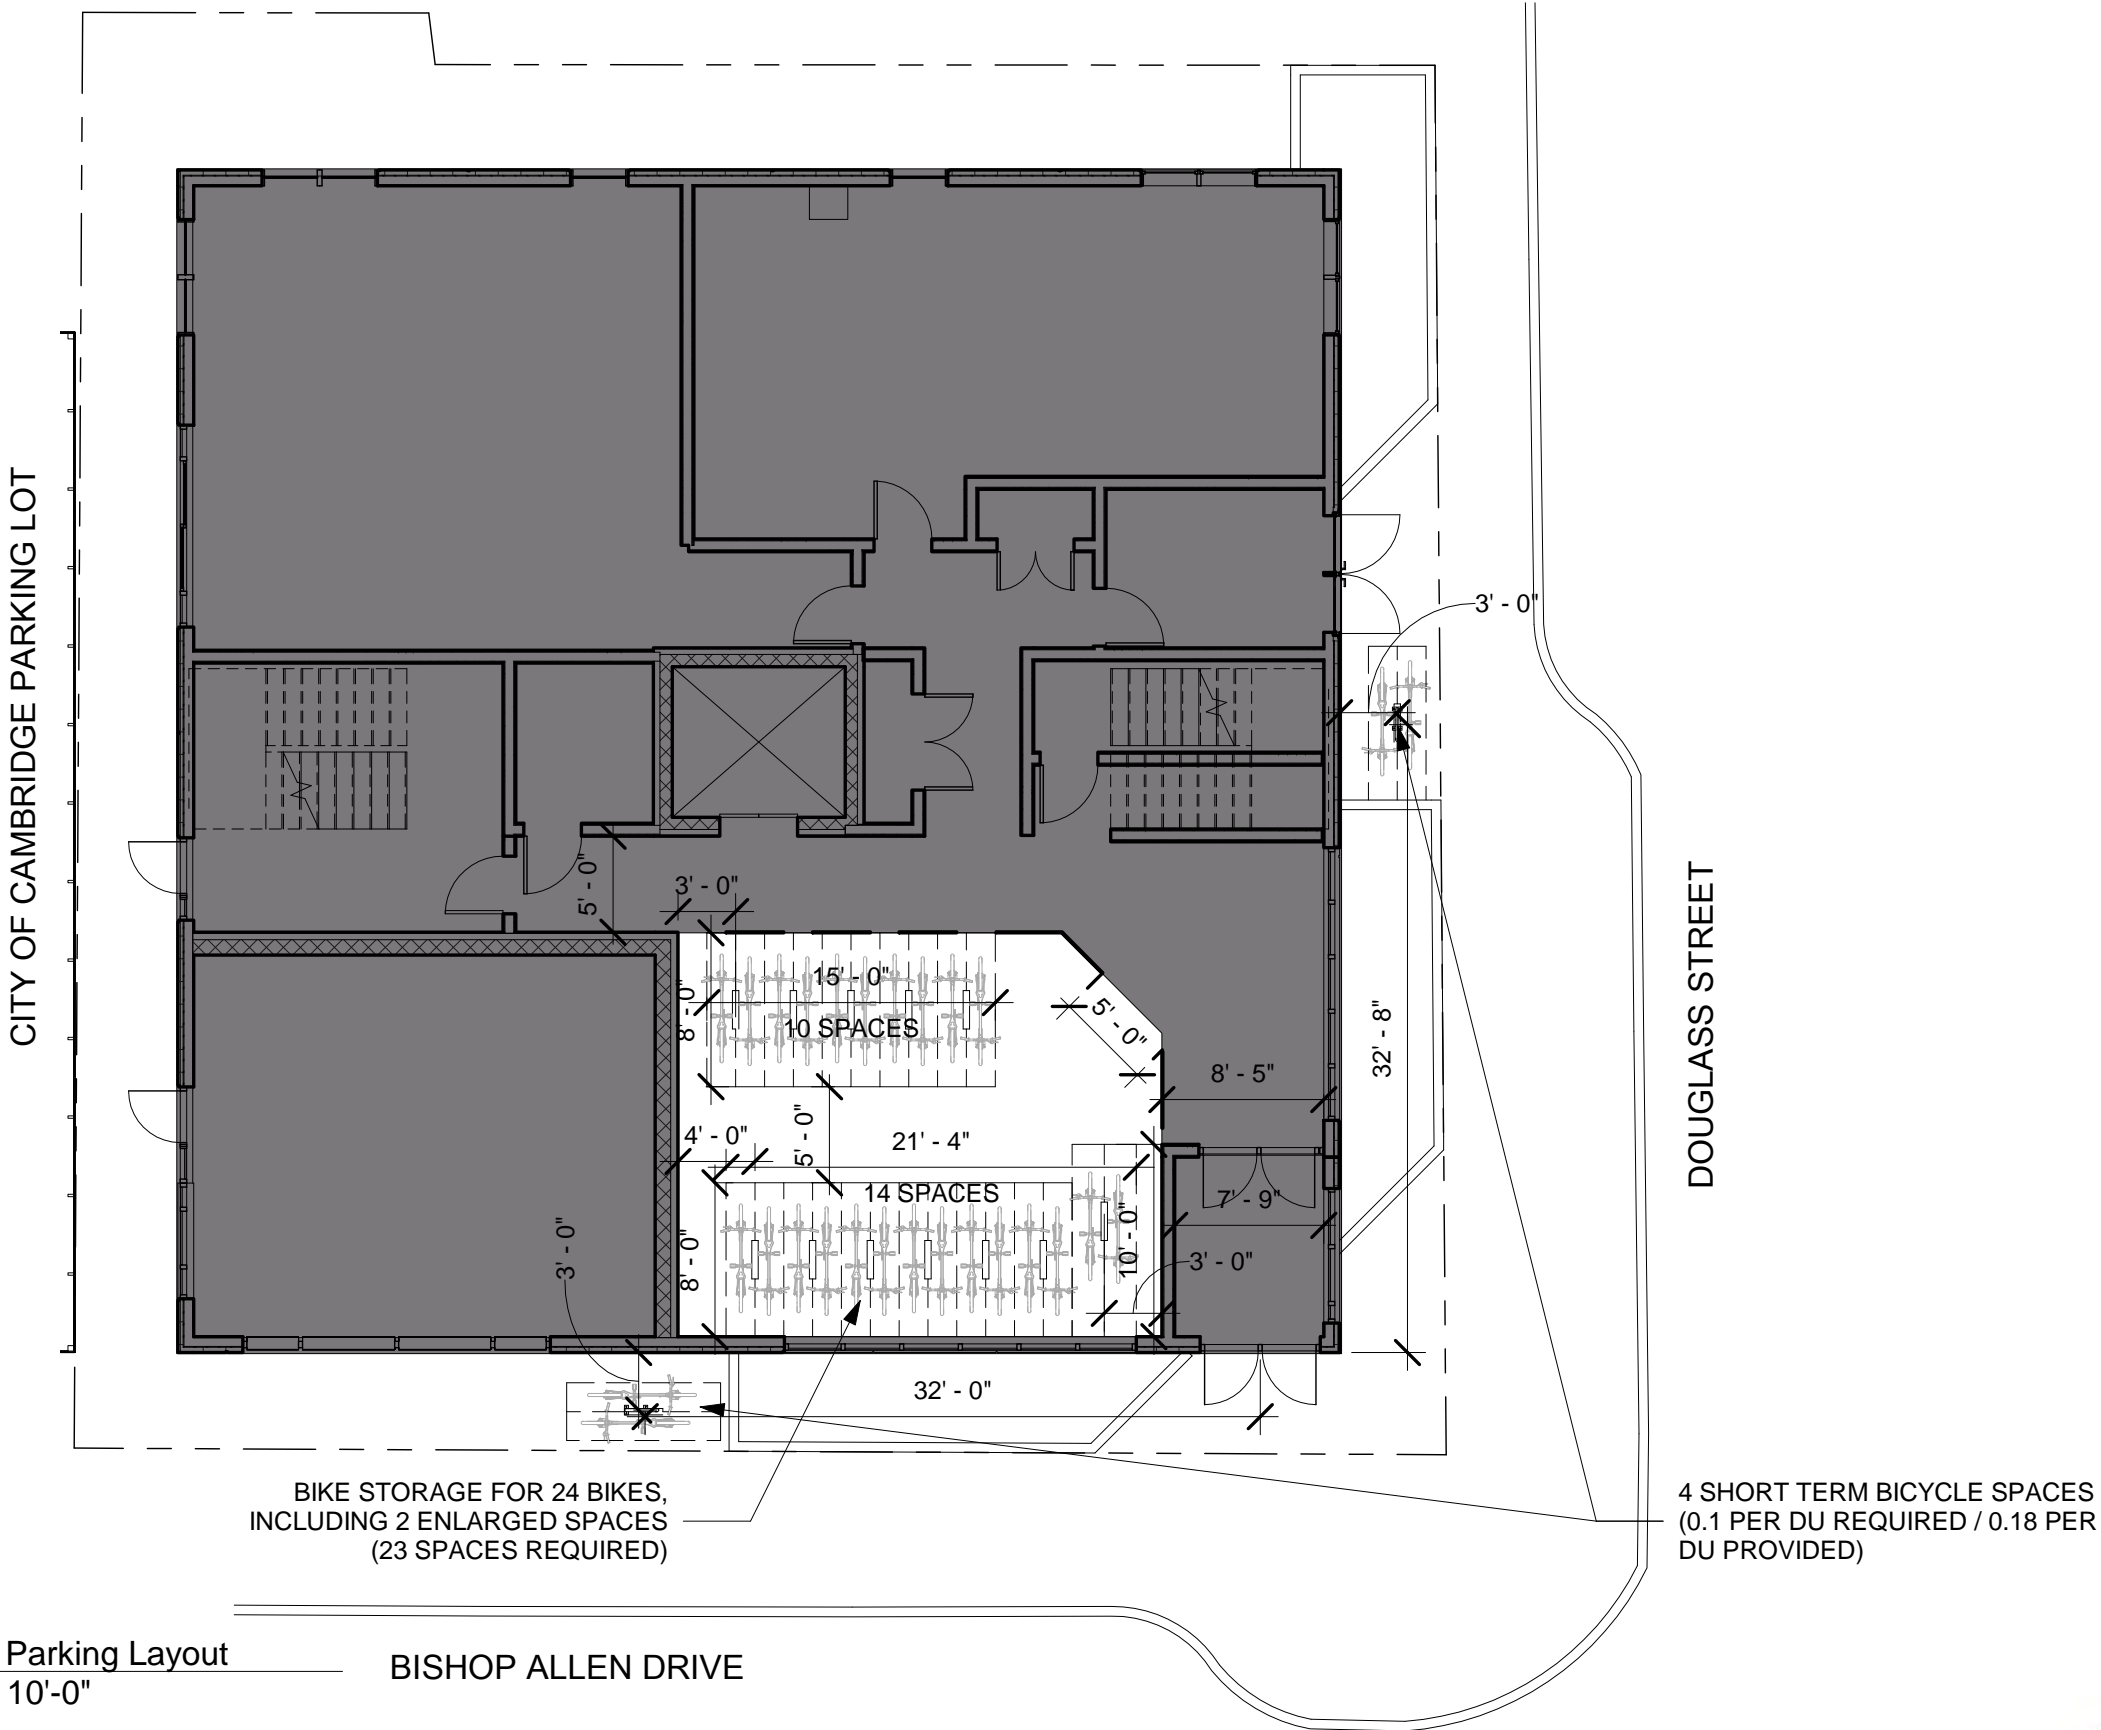 CITY OF CAMBRIDGE PARKING LOT
3' - 0"
5' - 0"
3' - 0"
15' - 0"
8' - 0"
10 SPACES
5' - 0"
32' - 8"
DOUGLASS STREET
8' - 5"
4' - 0"
5' - 0"
21' - 4"
14 SPACES
7' - 9"
10' - 0"
3' - 0"
8' - 0"
3' - 0"
32' - 0"
BIKE STORAGE FOR 24 BIKES,
INCLUDING 2 ENLARGED SPACES
(23 SPACES REQUIRED)
4 SHORT TERM BICYCLE SPACES
(0.1 PER DU REQUIRED / 0.18 PER
DU PROVIDED)
Parking Layout
10'-0"
BISHOP ALLEN DRIVE